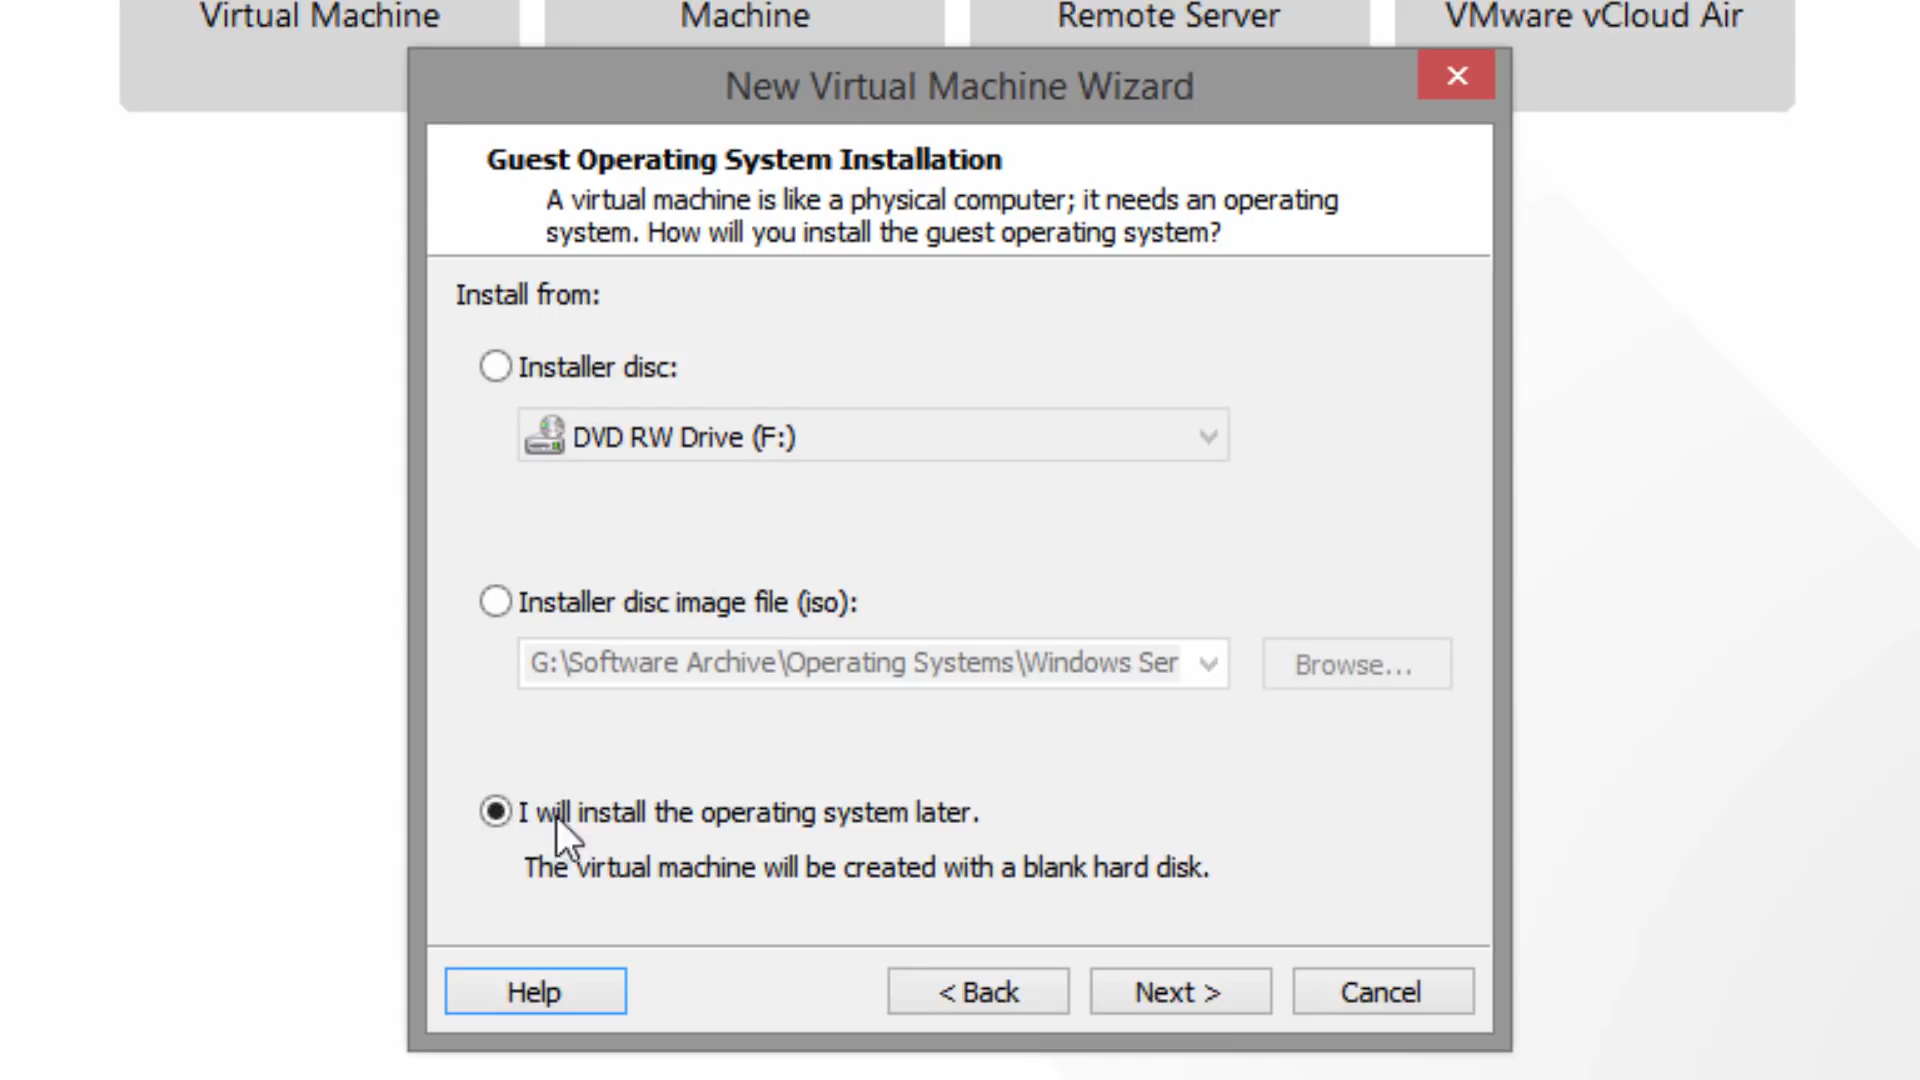 Virtual Machine
Machine
Remote Server
VMware vCloud Air
New Virtual Machine Wizard
Guest Operating System Installation
A virtual machine is like a physical computer; it needs an operating
system. How will you install the guest operating system?
Install from:
Installer disc:
DVD RW Drive (F:)
Installer disc image file (iso):
G:\Software Archive\Operating Systems\Windows Ser
Browse...
I will install the operating system later.
The virtual machine will be created with a blank hard disk.
Help
< Back
Next >
Cancel